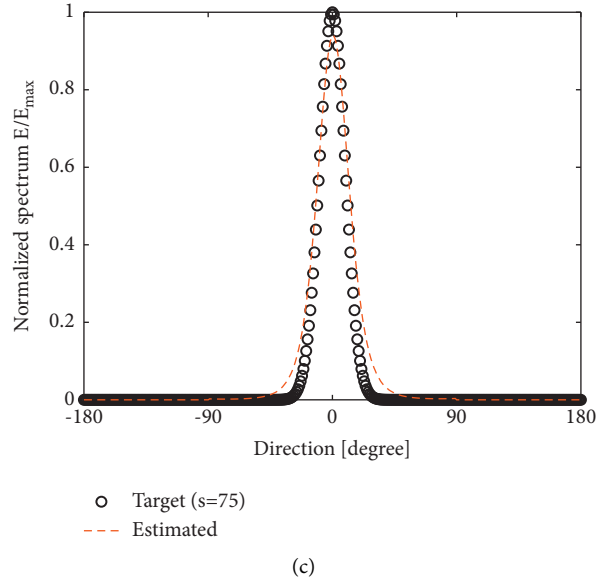 1
0.8
0.6
0.4
0.2
0
Normalized spectrum E/Emax
-180 -90 0 90 180
Direction [degree]
Target (s=75)
Estimated
(c)